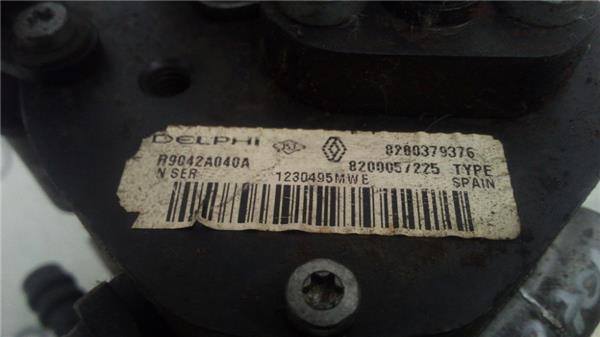 DELPHI 8200379376
R9042A040A 8200057225 TYPE
N SER 1230495MWE SPAIN